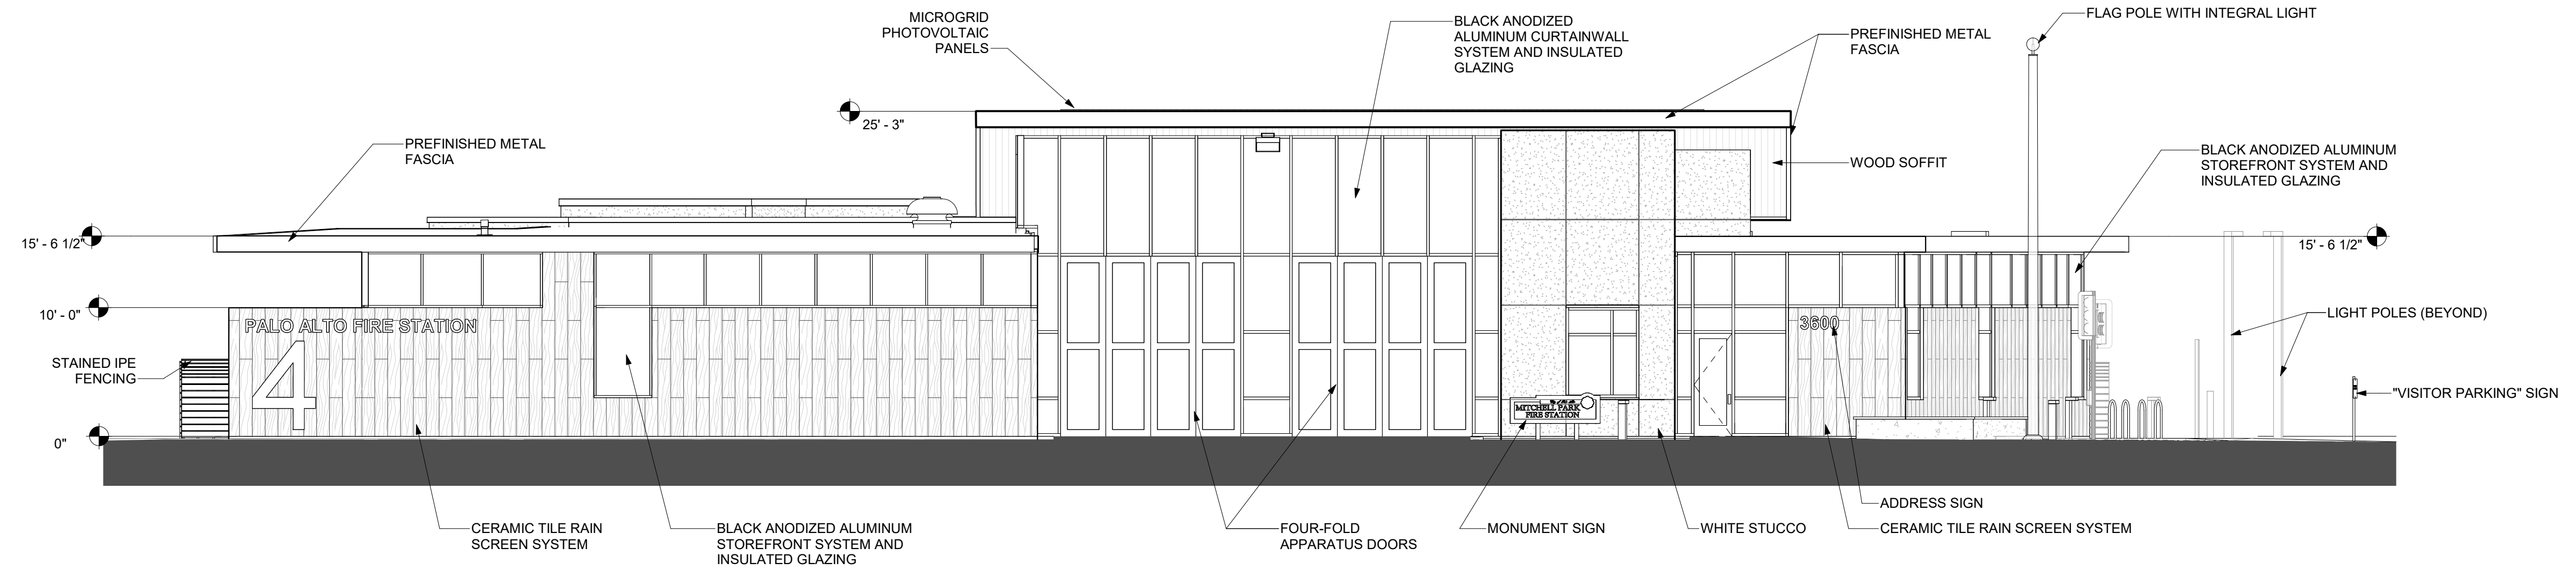 MICROGRID
PHOTOVOLTAIC
PANELS
BLACK ANODIZED
ALUMINUM CURTAINWALL
SYSTEM AND INSULATED
GLAZING
PREFINISHED METAL
FASCIA
FLAG POLE WITH INTEGRAL LIGHT
25' - 3"
PREFINISHED METAL
FASCIA
WOOD SOFFIT
BLACK ANODIZED ALUMINUM
STOREFRONT SYSTEM AND
INSULATED GLAZING
15' - 6 1/2"
15' - 6 1/2"
10' - 0"
PALO ALTO FIRE STATION
4
3600
LIGHT POLES (BEYOND)
STAINED IPE
FENCING
"VISITOR PARKING" SIGN
MITCHELL PARK
FIRE STATION
0"
ADDRESS SIGN
CERAMIC TILE RAIN
SCREEN SYSTEM
BLACK ANODIZED ALUMINUM
STOREFRONT SYSTEM AND
INSULATED GLAZING
FOUR-FOLD
APPARATUS DOORS
MONUMENT SIGN
WHITE STUCCO
CERAMIC TILE RAIN SCREEN SYSTEM